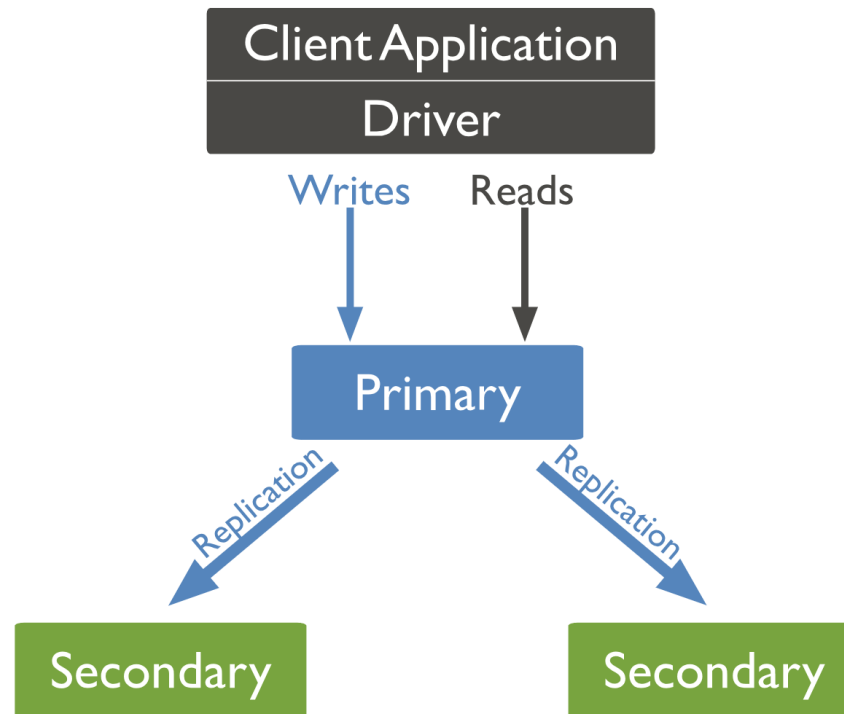 Client Application
Driver
Writes
Reads
Primary
Replication
Replication
Secondary
Secondary